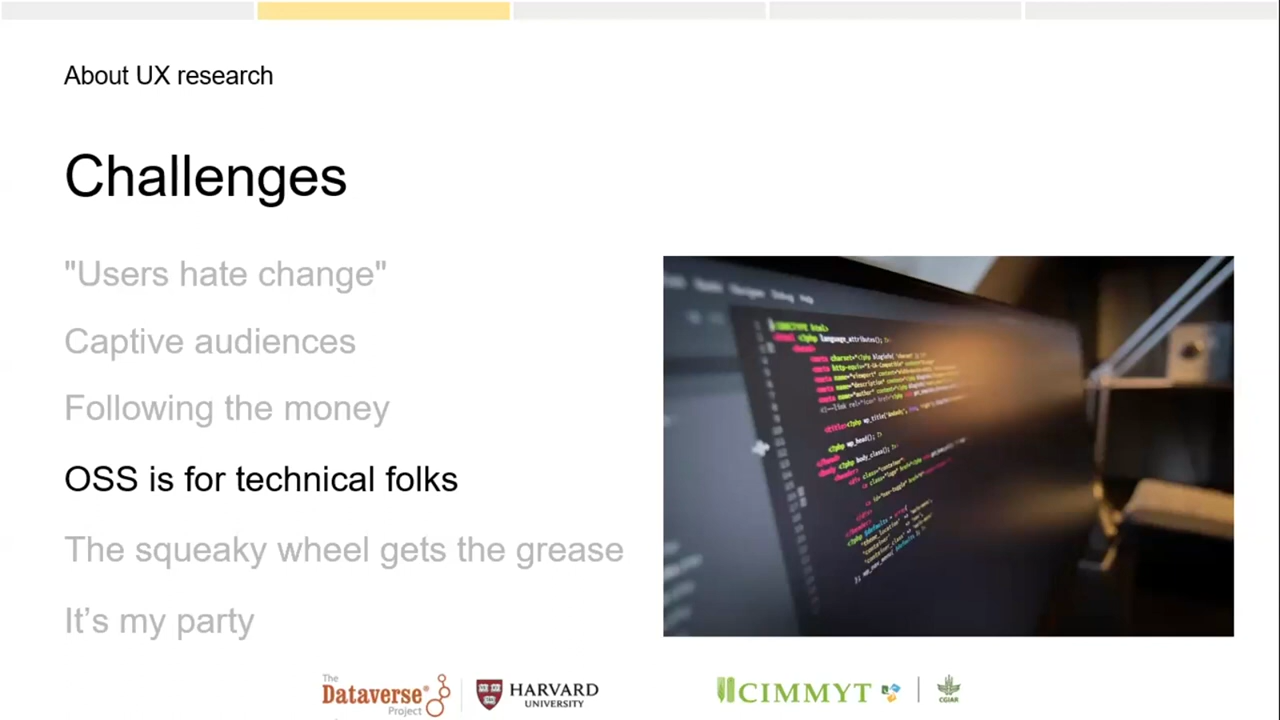 About UX research
Challenges
"Users hate change"
Captive audiences
Following the money
OSS is for technical folks
The squeaky wheel gets the grease
It’s my party
The
Dataverse®
Project
HARVARD
UNIVERSITY
CIMMYT
CGIAR